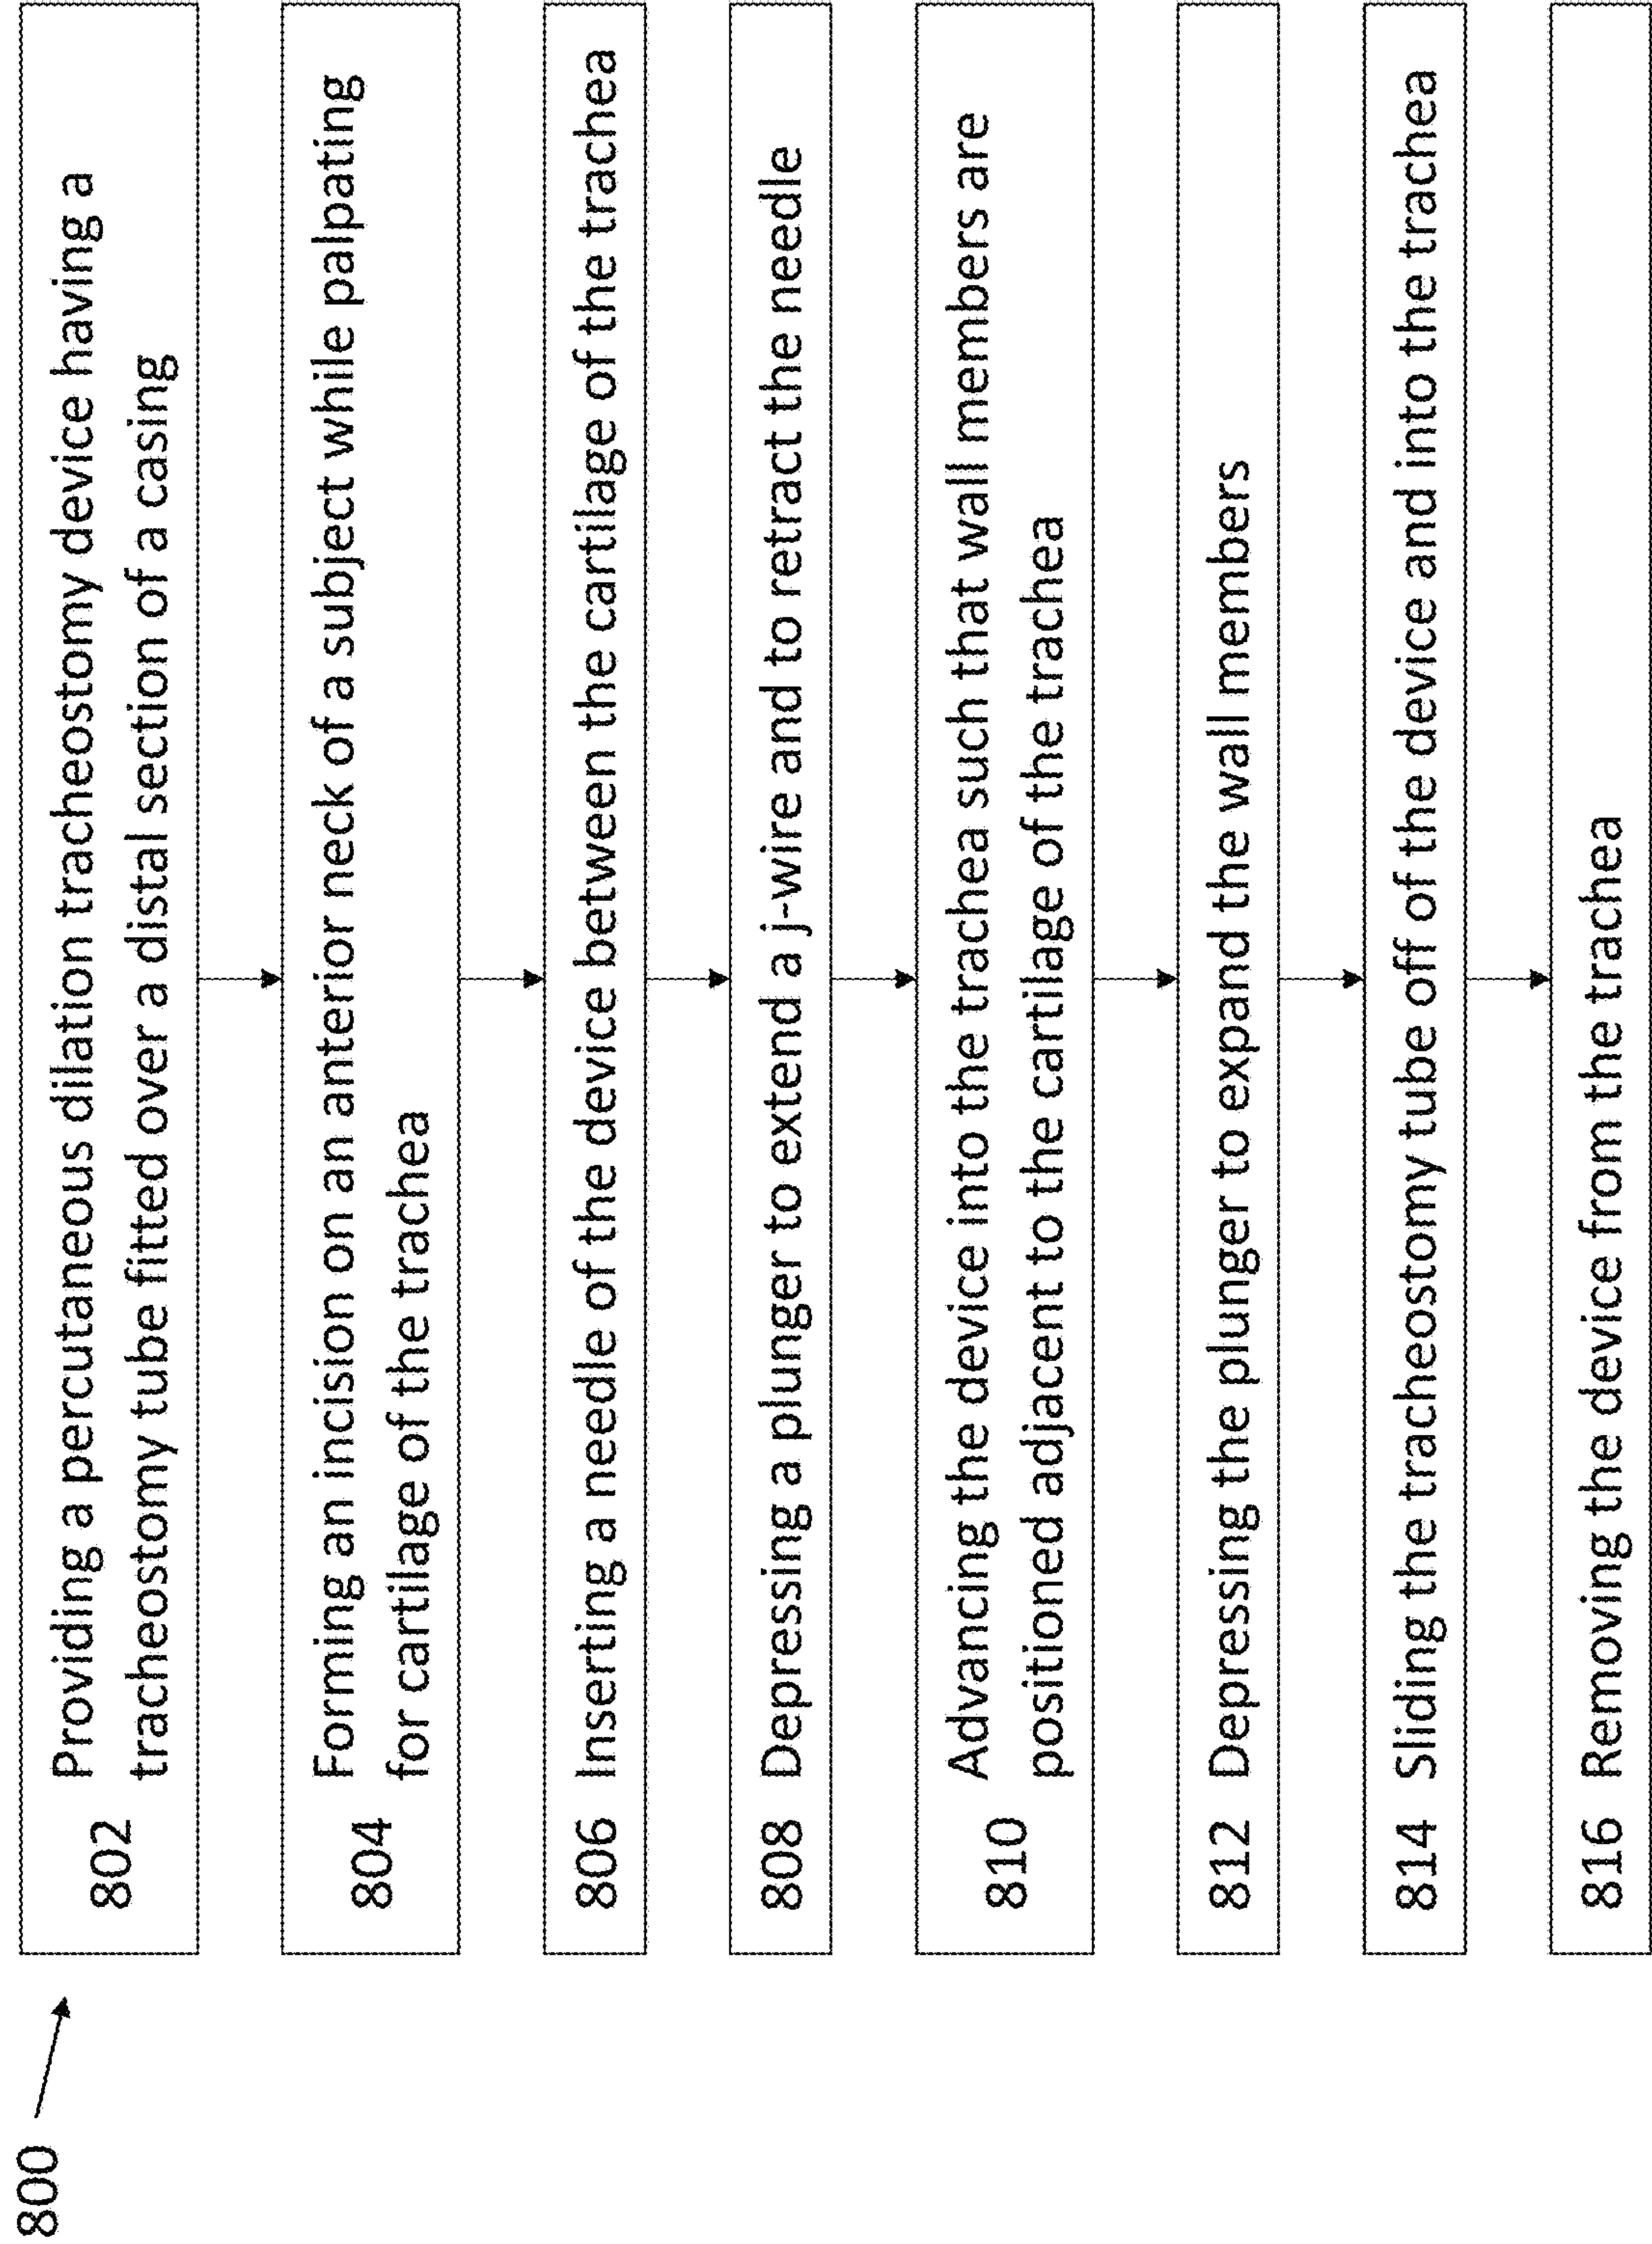 800
802 Providing a percutaneous dilation tracheostomy device having a
tracheostomy tube fitted over a distal section of a casing
804 Forming an incision on an anterior neck of a subject while palpating
for cartilage of the trachea
806 Inserting a needle of the device between the cartilage of the trachea
808 Depressing a plunger to extend a j-wire and to retract the needle
810 Advancing the device into the trachea such that wall members are
positioned adjacent to the cartilage of the trachea
812 Depressing the plunger to expand the wall members
814 Sliding the tracheostomy tube off of the device and into the trachea
816 Removing the device from the trachea